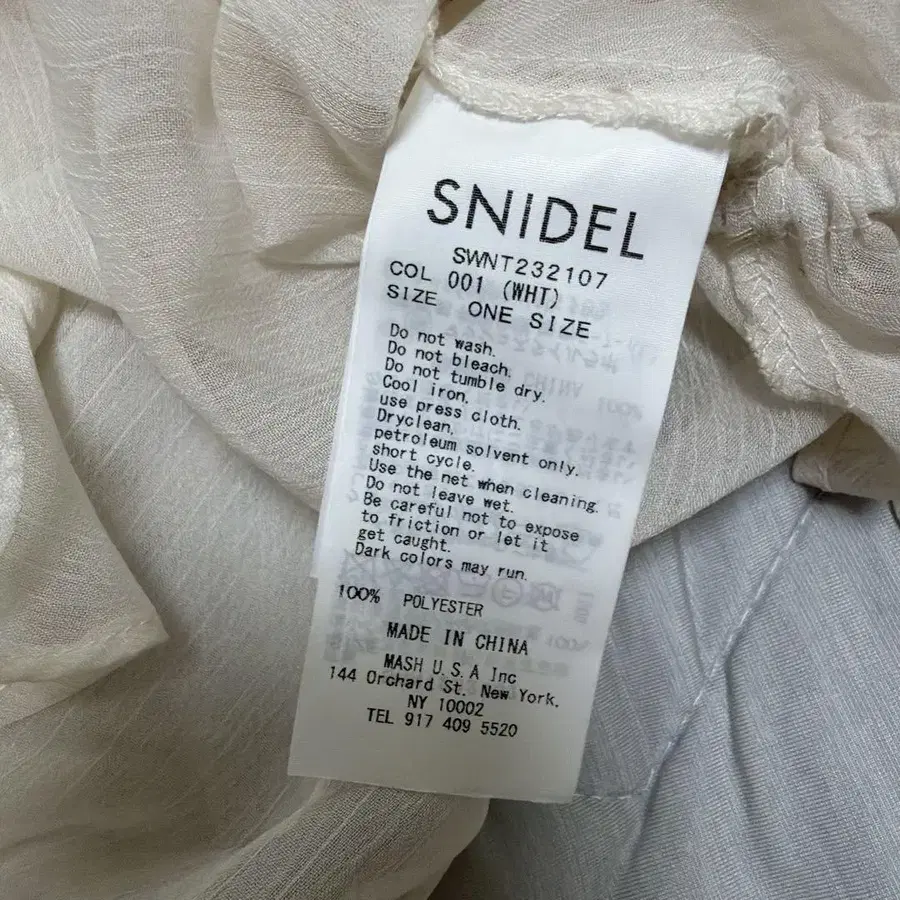 SNIDEL
SWNT232107
COL 001 (WHT)
SIZE ONE SIZE
Do not wash.
Do not bleach.
Do not tumble dry.
Cool iron,
use press cloth.
Dryclean,
petroleum solvent only.
short cycle.
Use the net when cleaning.
Do not leave wet.
Be careful not to expose
to friction or let it
get caught.
Dark colors may run.
100% POLYESTER
MADE IN CHINA
MASH U.S.A Inc
144 Orchard St. New York,
NY 10002
TEL 917 409 5520